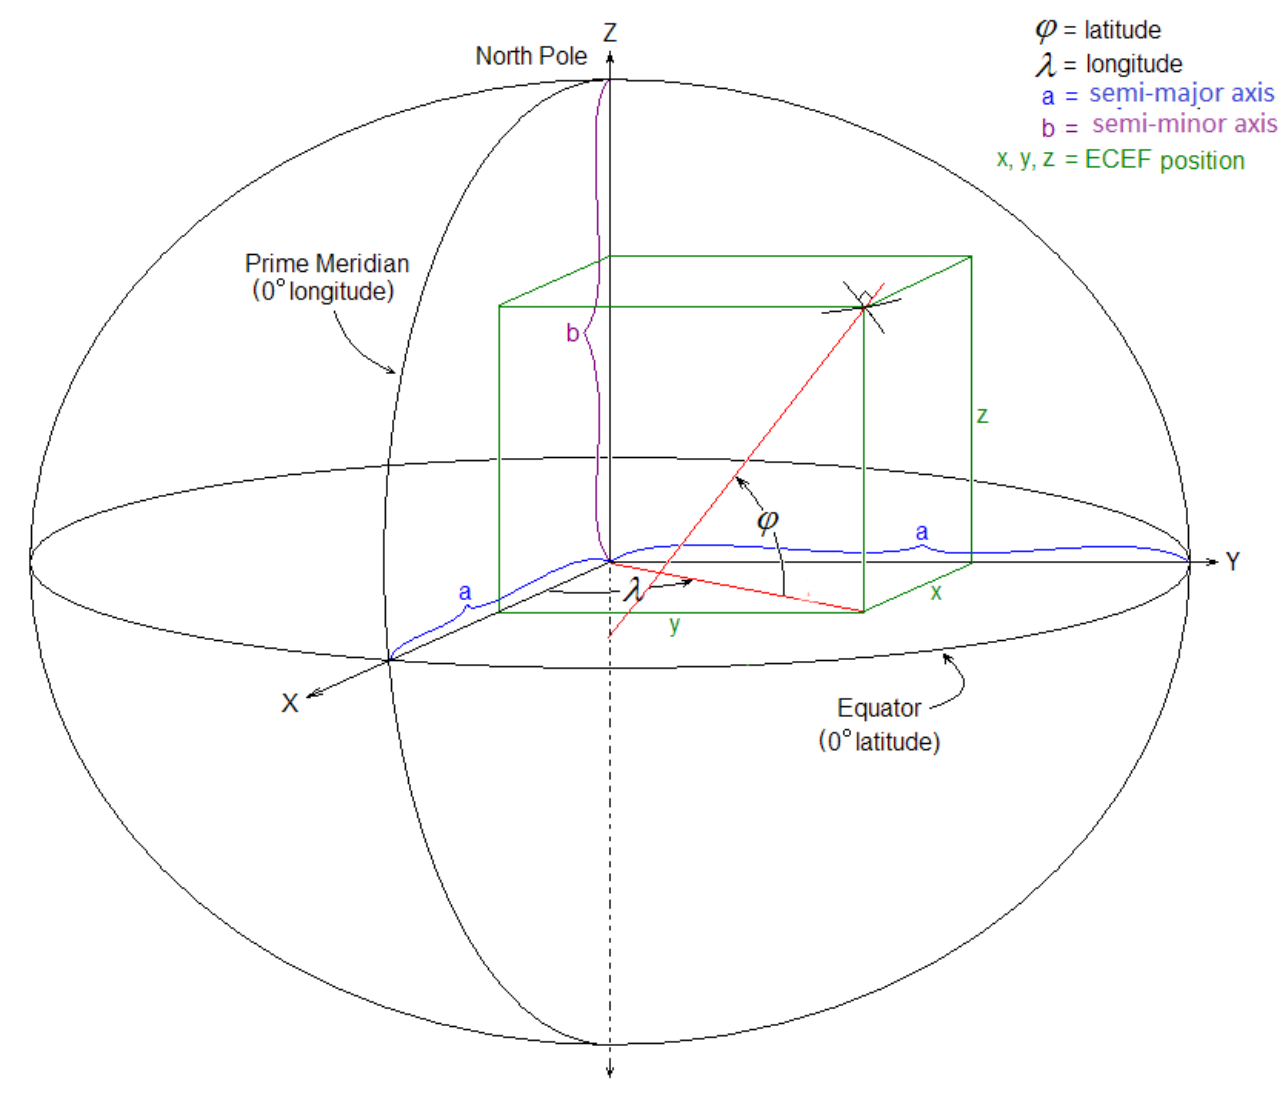 Z
North Pole
φ = latitude
λ = longitude
a = semi-major axis
b = semi-minor axis
x, y, z = ECEF position
Prime Meridian
(0° longitude)
b
z
φ
a
Y
a
λ
x
y
X
Equator
(0° latitude)